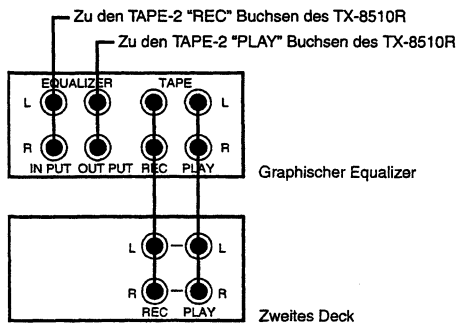 Zu den TAPE-2 "REC" Buchsen des TX-8510R
Zu den TAPE-2 "PLAY" Buchsen des TX-8510R
EQUALIZER TAPE
L L
R R
IN PUT OUT PUT REC PLAY
Graphischer Equalizer
L L
R R
REC PLAY
Zweites Deck